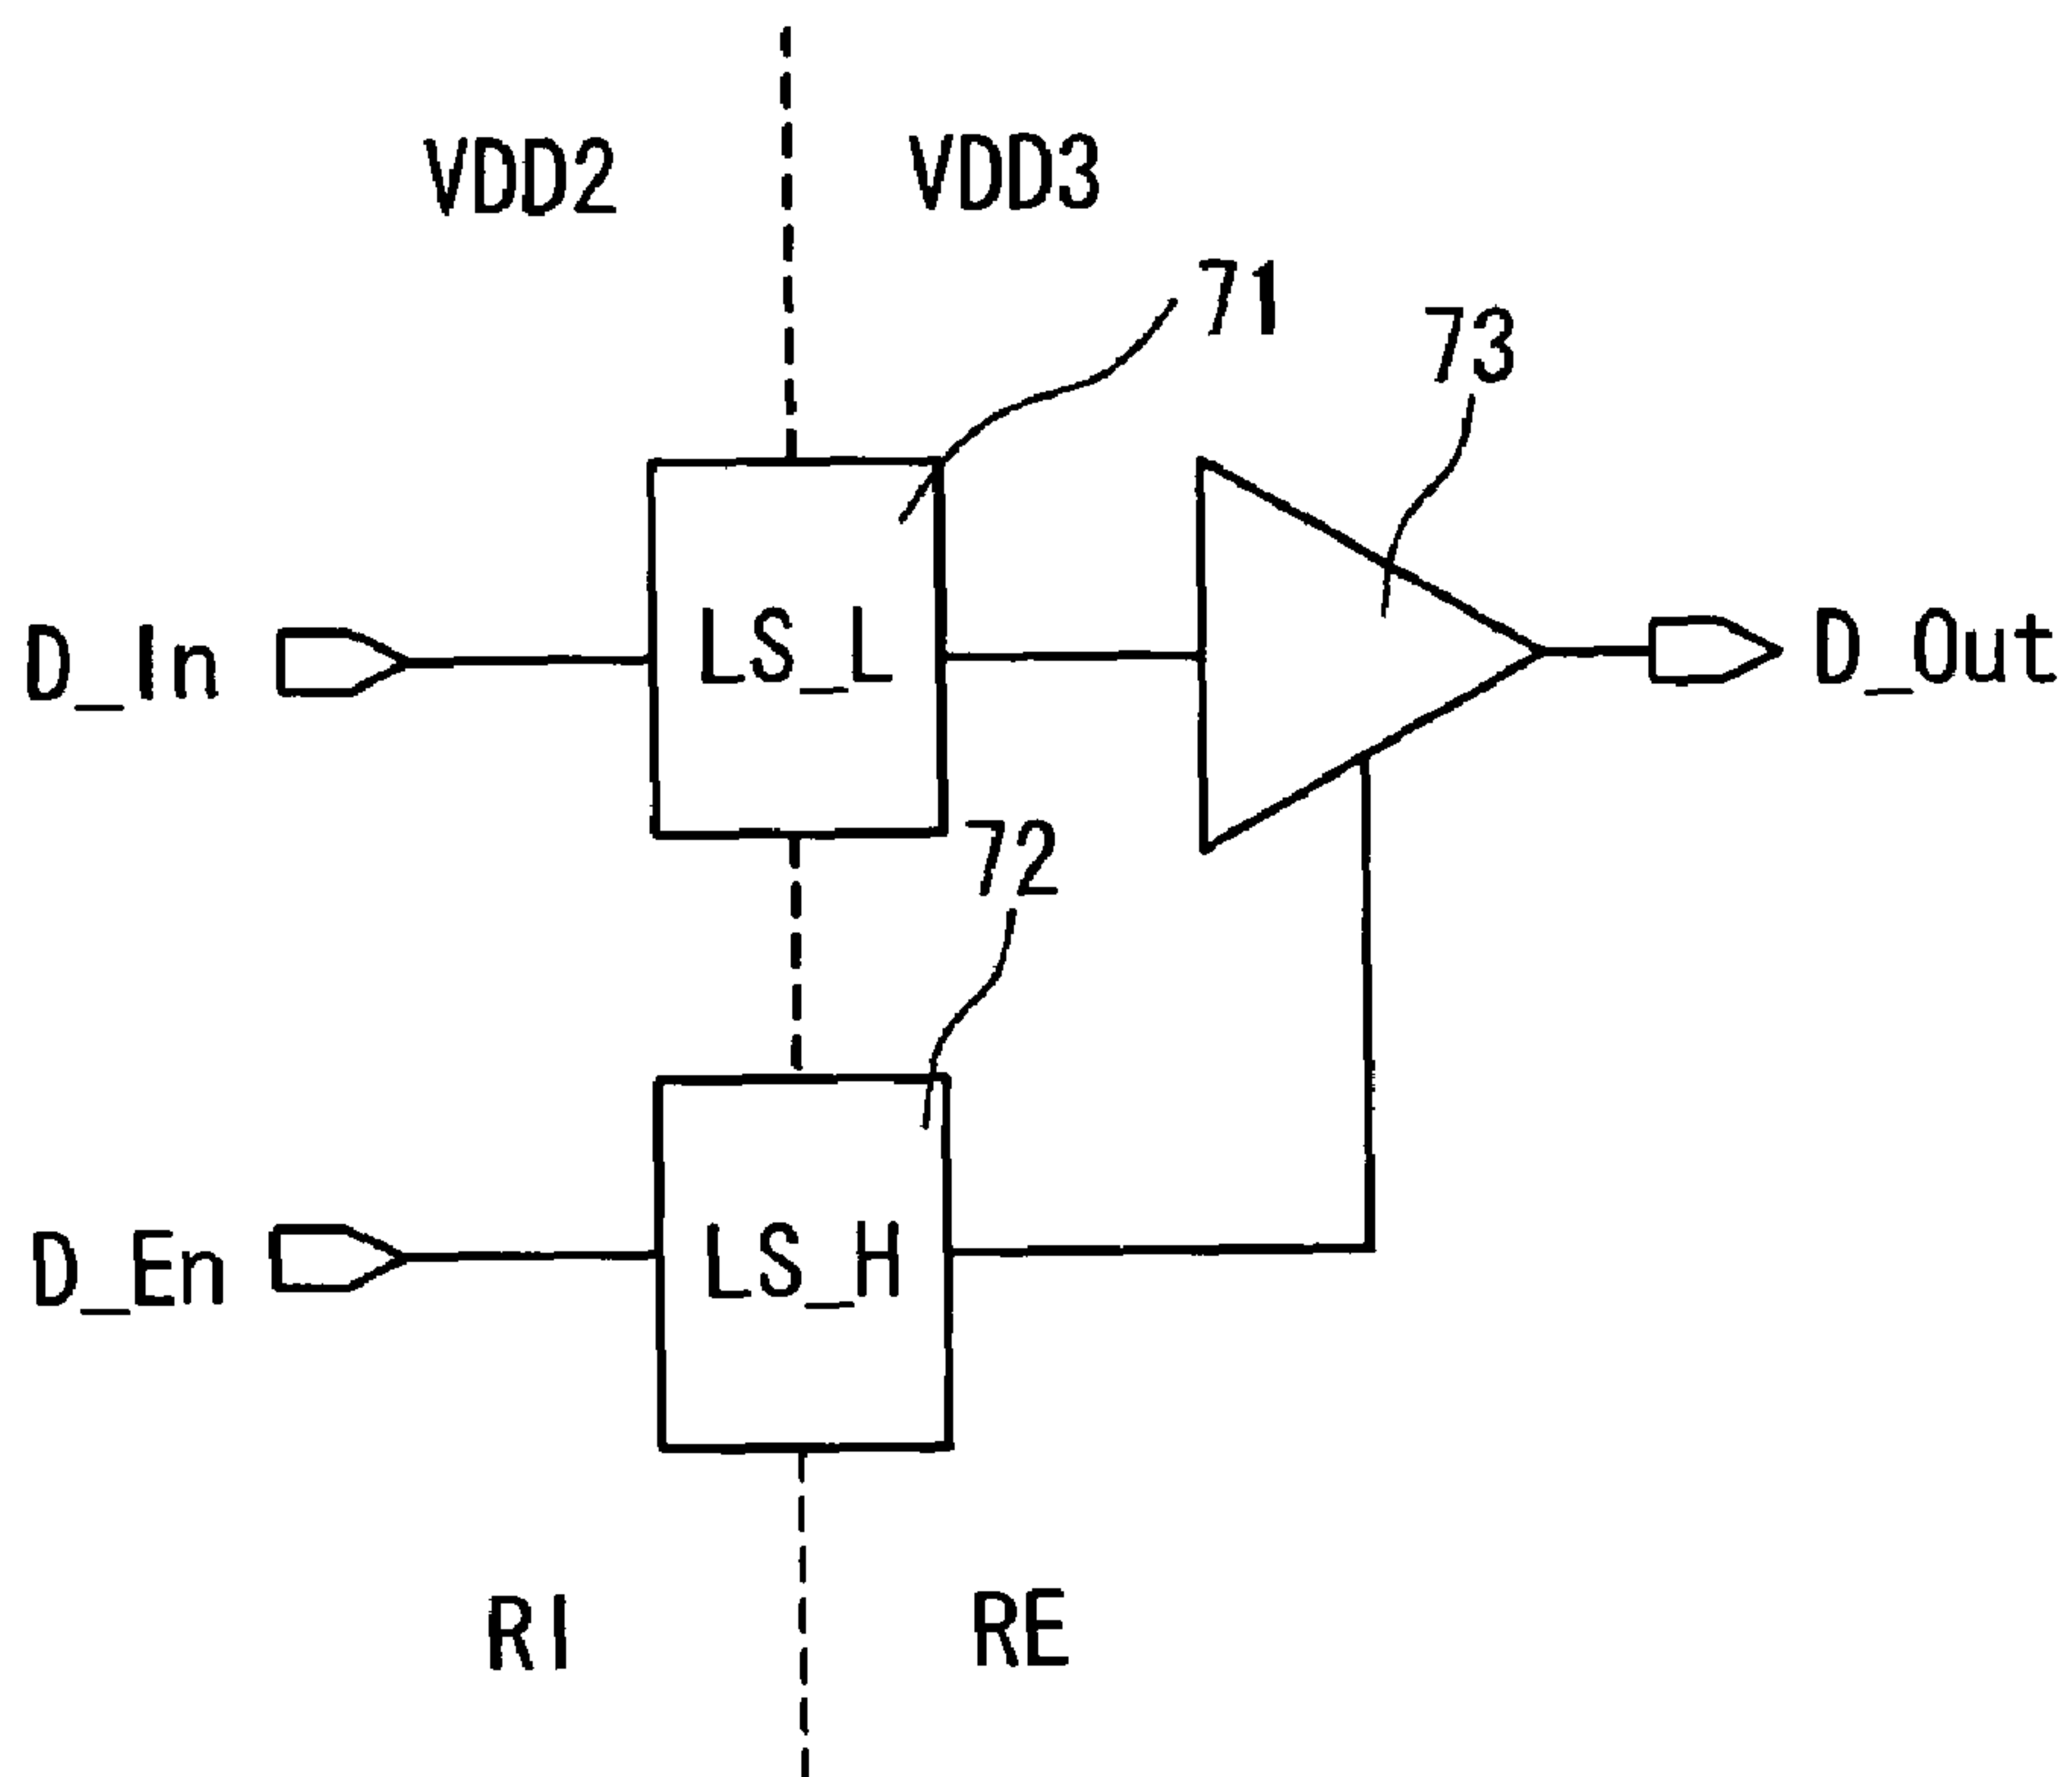 VDD2
VDD3
71
73
D_In
LS_L
D_Out
72
D_En
LS_H
RI
RE